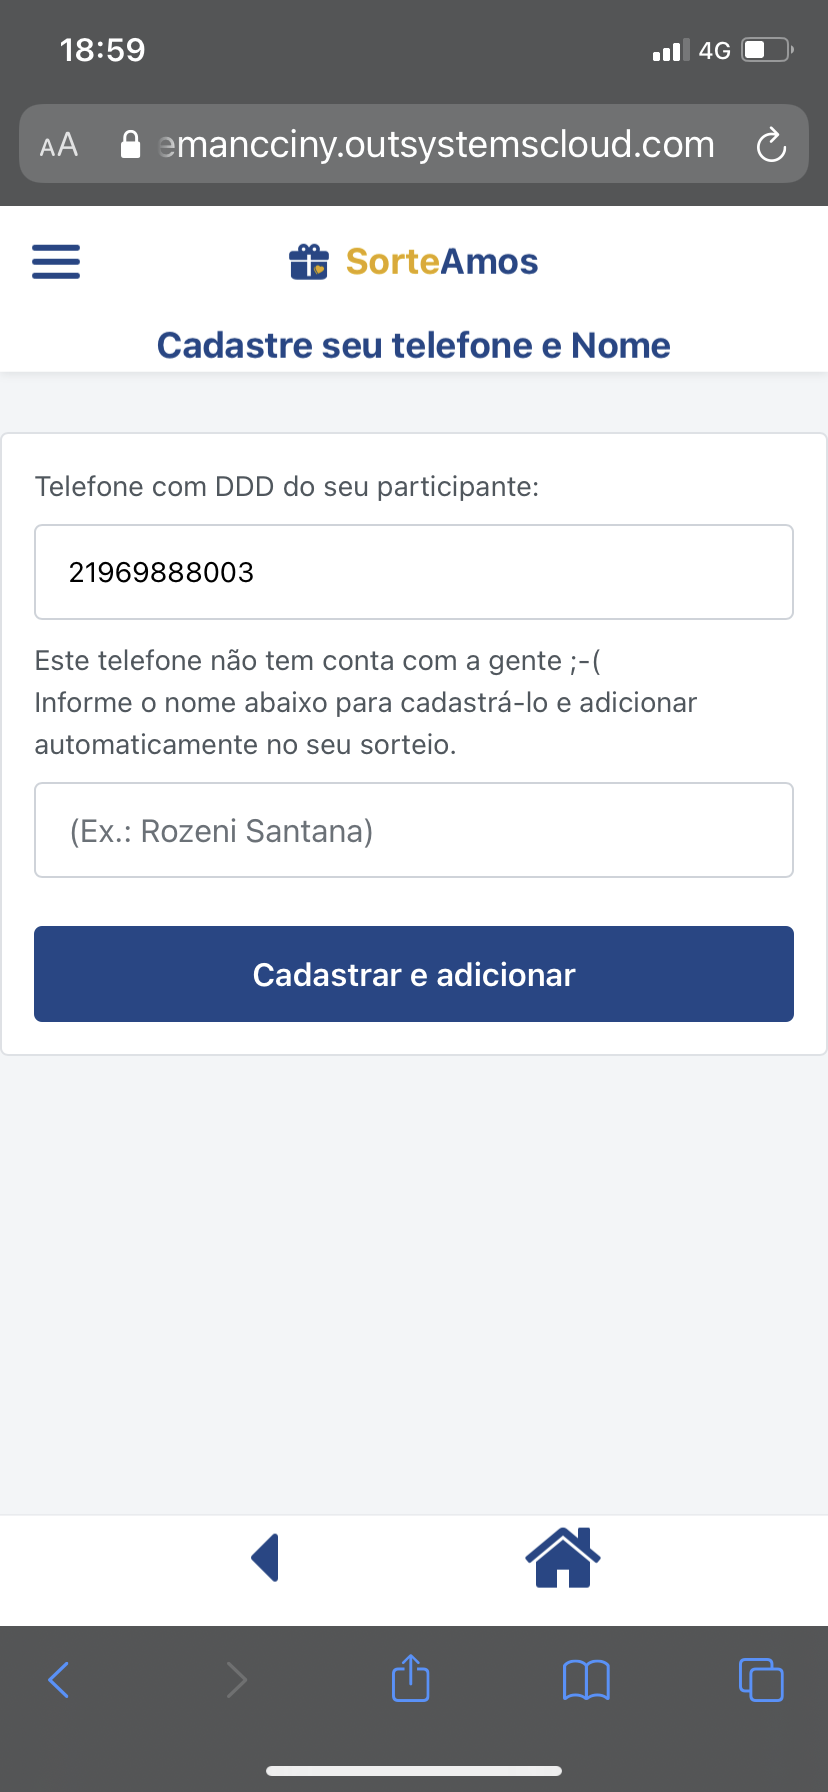 18:59
4G
AA
emancciny.outsystemscloud.com
SorteAmos
Cadastre seu telefone e Nome
Telefone com DDD do seu participante:
21969888003
Este telefone não tem conta com a gente ;-(
Informe o nome abaixo para cadastrá-lo e adicionar
automaticamente no seu sorteio.
(Ex.: Rozeni Santana)
Cadastrar e adicionar